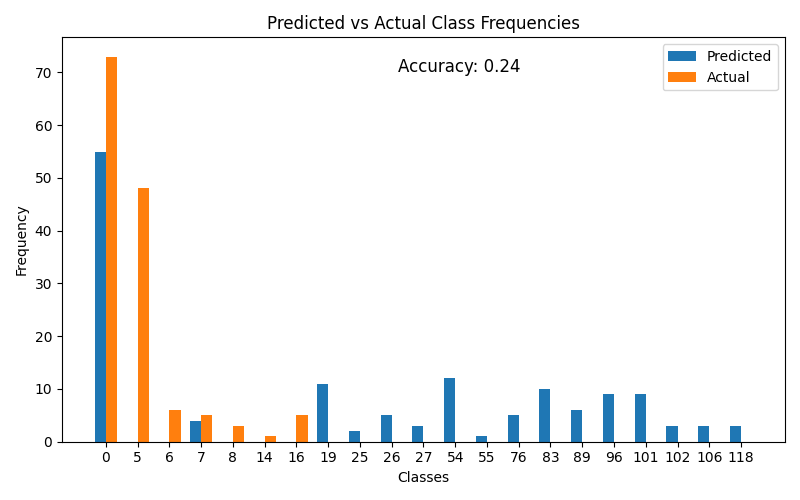 Predicted vs Actual Class Frequencies
Accuracy: 0.24
Predicted
Actual
70
60
50
40
30
20
10
0
Frequency
0 5 6 7 8 14 16 19 25 26 27 54 55 76 83 89 96 101 102 106 118
Classes